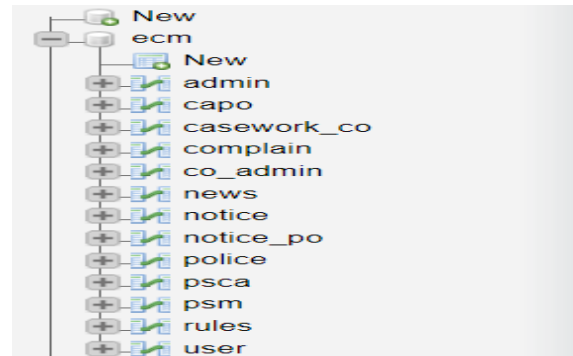 New
ecm
New
admin
capo
casework_co
complain
co_admin
news
notice
notice_po
police
psca
psm
rules
user